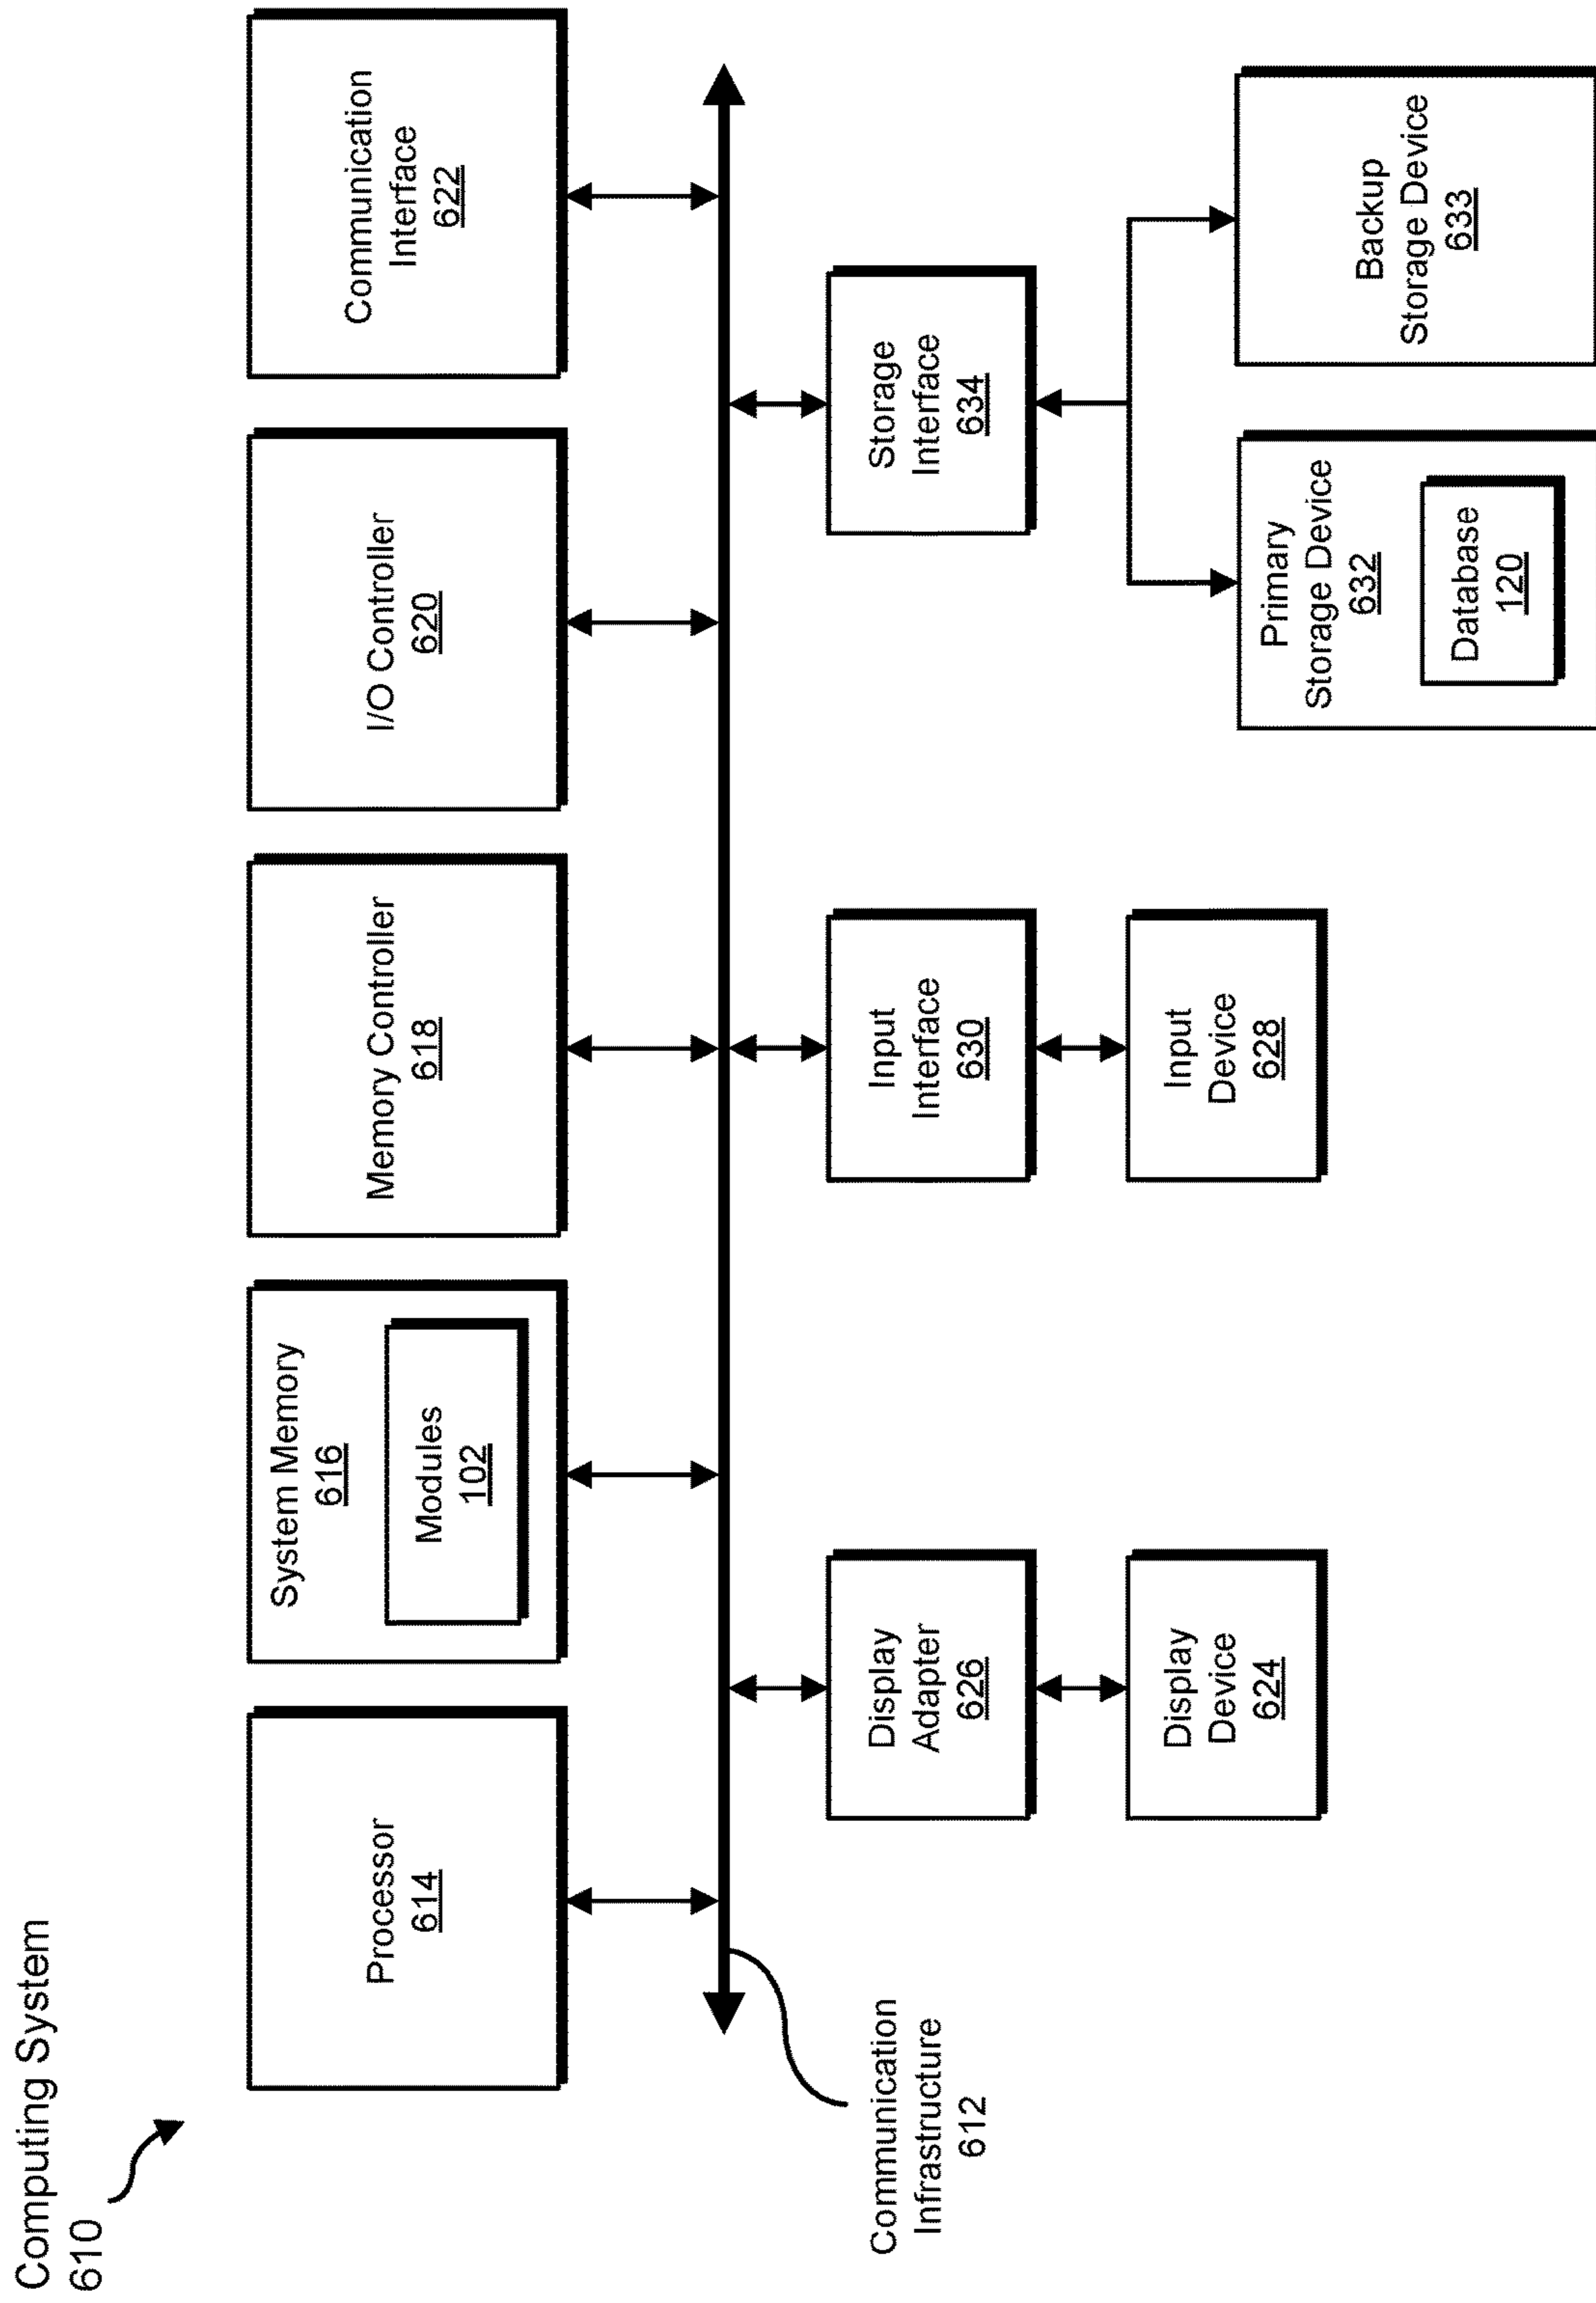 Computing System
610
Processor
614
System Memory
616
Modules
102
Memory Controller
618
I/O Controller
620
Communication
Interface
622
Communication
Infrastructure
612
Display
Adapter
626
Input
Interface
630
Storage
Interface
634
Display
Device
624
Input
Device
628
Primary
Storage Device
632
Database
120
Backup
Storage Device
633